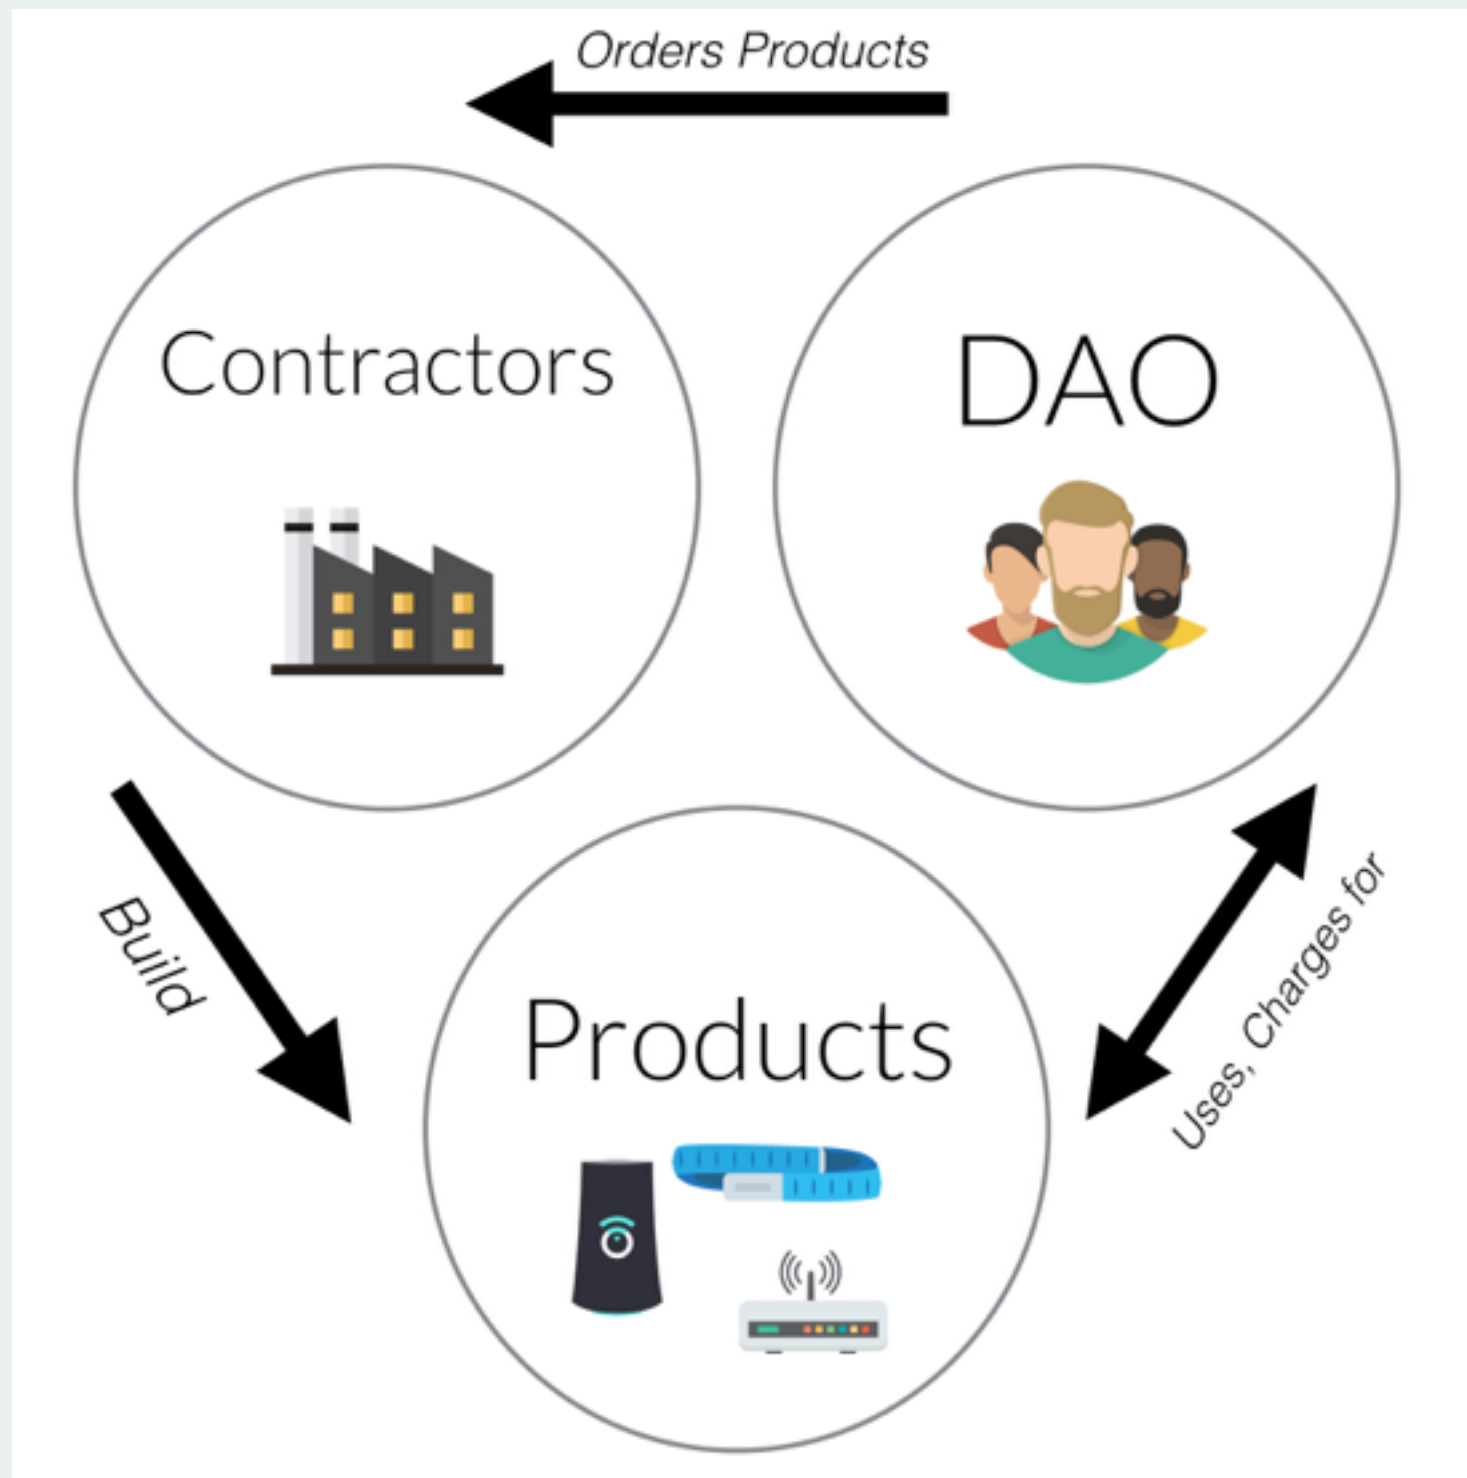 Orders Products
Contractors
DAO
Build
Uses, Charges for
Products